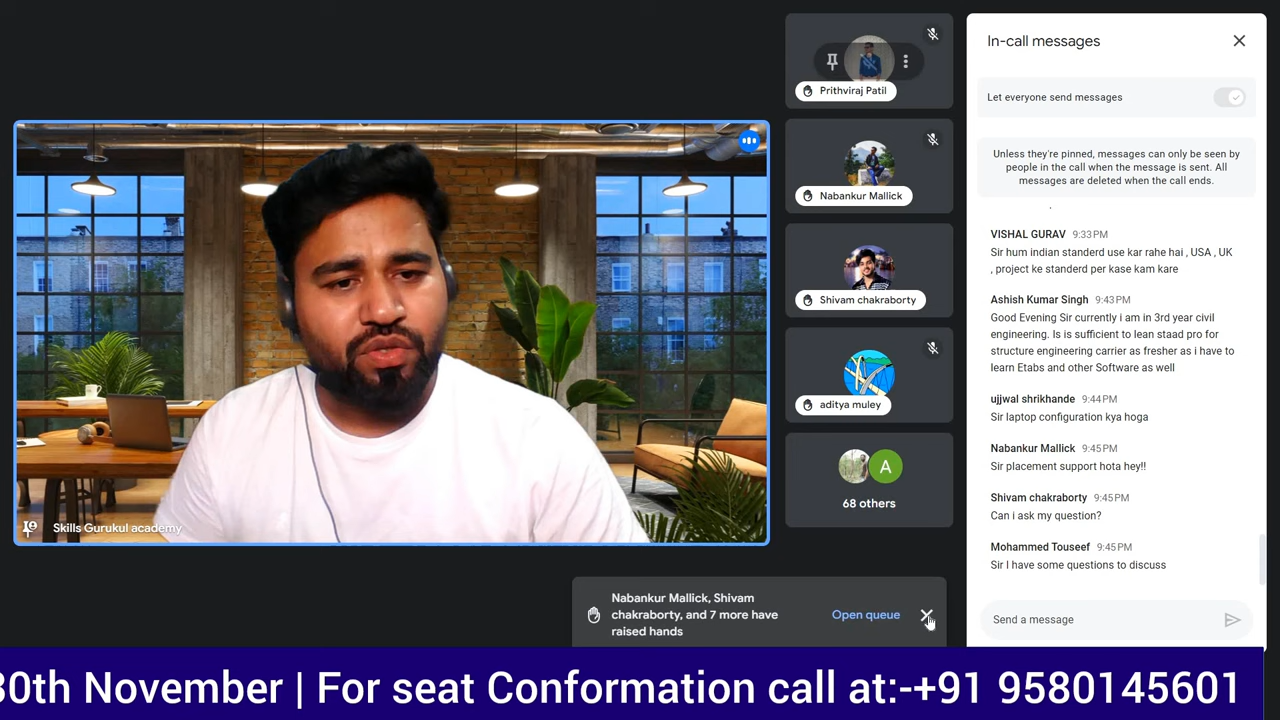 Prithviraj Patil
Nabankur Mallick
Shivam chakraborty
aditya muley
A
68 others
Skills Gurukul academy
Nabankur Mallick, Shivam
chakraborty, and 7 more have
raised hands
Open queue
In-call messages
Let everyone send messages
Unless they're pinned, messages can only be seen by
people in the call when the message is sent. All
messages are deleted when the call ends.
VISHAL GURAV 9:33 PM
Sir hum indian standerd use kar rahe hai , USA , UK
, project ke standerd per kase kam kare
Ashish Kumar Singh 9:43 PM
Good Evening Sir currently i am in 3rd year civil
engineering. Is is sufficient to lean staad pro for
structure engineering carrier as fresher as i have to
learn Etabs and other Software as well
ujjwal shrikhande 9:44 PM
Sir laptop configuration kya hoga
Nabankur Mallick 9:45 PM
Sir placement support hota hey!!
Shivam chakraborty 9:45 PM
Can i ask my question?
Mohammed Touseef 9:45 PM
Sir I have some questions to discuss
Send a message
30th November | For seat Conformation call at:-+91 9580145601